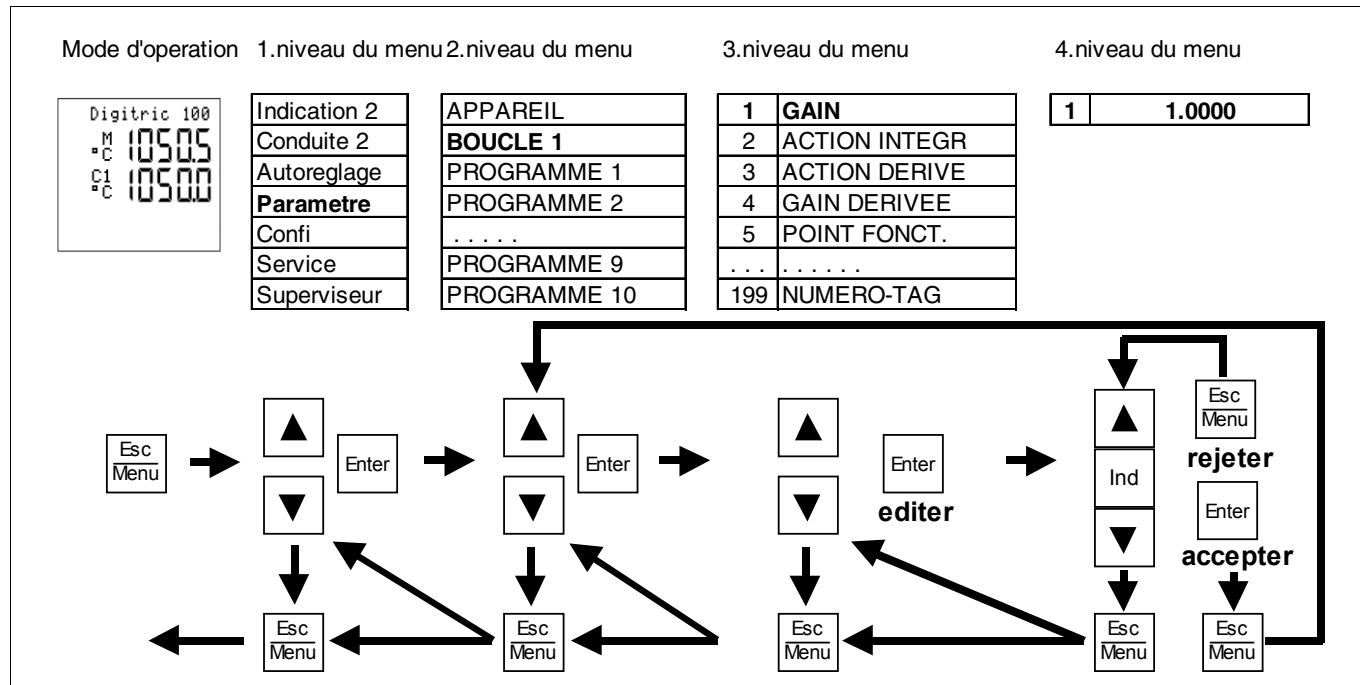 Mode d'operation 1.niveau du menu 2.niveau du menu 3.niveau du menu 4.niveau du menu
Digitric 100
M
°C 1050.5
C1
°C 1050.0
Indication 2
Conduite 2
Autoreglage
Parametre
Confi
Service
Superviseur
APPAREIL
BOUCLE 1
PROGRAMME 1
PROGRAMME 2
. . . . .
PROGRAMME 9
PROGRAMME 10
1 GAIN
2 ACTION INTEGR
3 ACTION DERIVE
4 GAIN DERIVEE
5 POINT FONCT.
. . . . . . . . .
199 NUMERO-TAG
1 1.0000
Esc
Menu
Enter
Enter
Enter
editer
Ind
Esc
Menu
rejeter
Enter
accepter
Esc
Menu
Esc
Menu
Esc
Menu
Esc
Menu
Esc
Menu